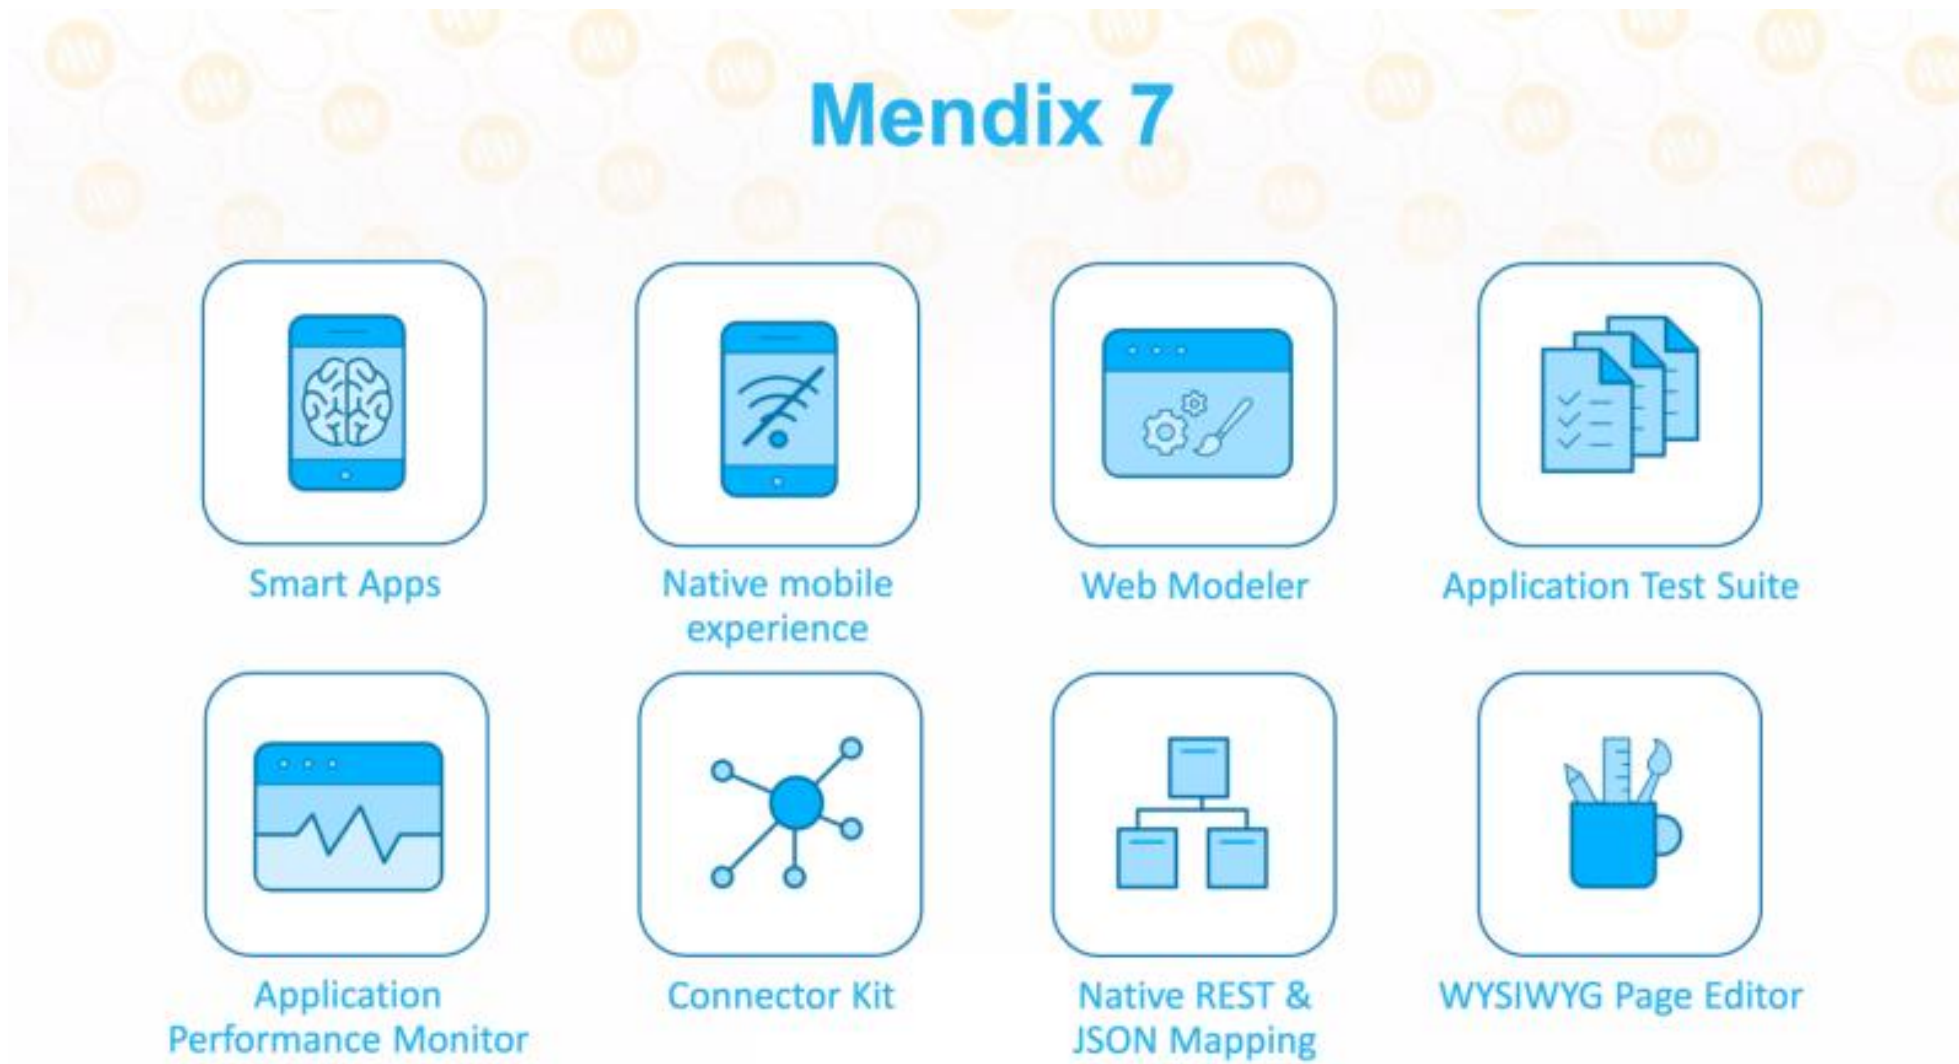 Mendix 7
Smart Apps
Native mobile
experience
Web Modeler
Application Test Suite
Application
Performance Monitor
Connector Kit
Native REST &
JSON Mapping
WYSIWYG Page Editor